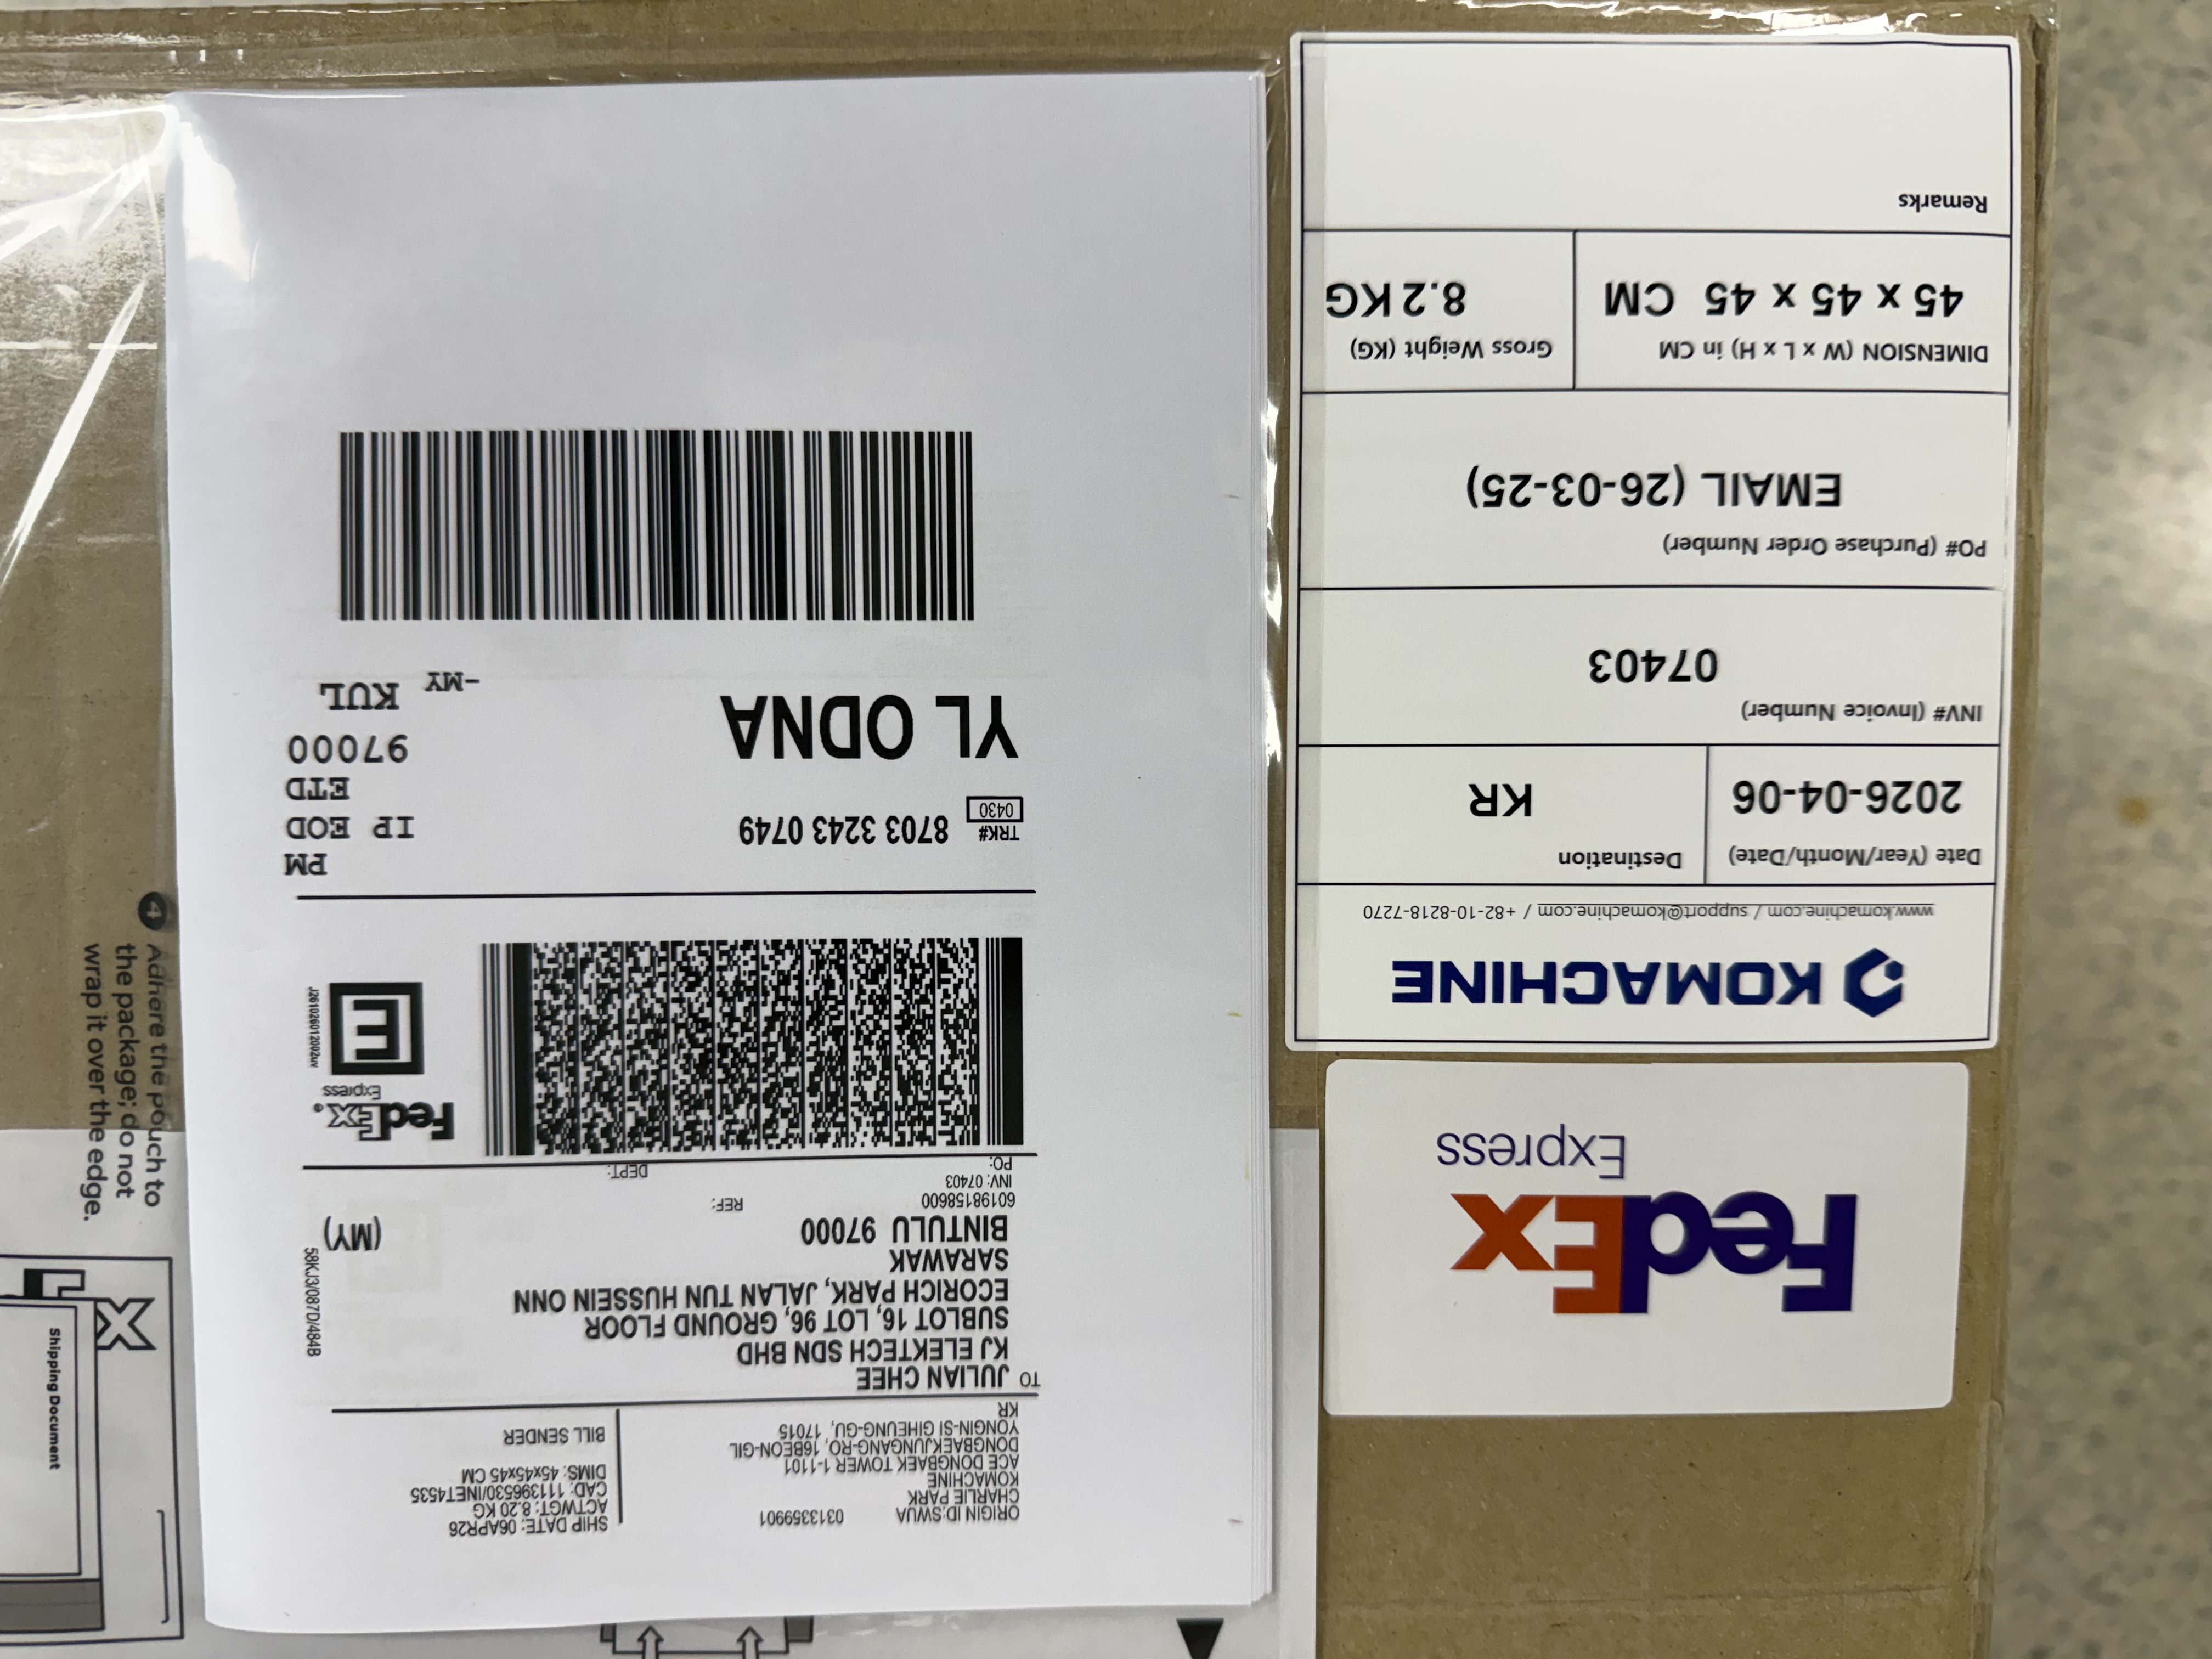 ORIGIN ID:SWUA 0313359901
CHARLIE PARK
KOMACHINE
ACE DONGBAEK TOWER 1-1101
DONGBAEKJUNGANG-RO, 16BEON-GIL
YONGIN-SI GIHEUNG-GU, 17015
KR
SHIP DATE: 06APR26
ACTWGT: 8.20 KG
CAD: 111396530/INET4535
DIMS: 45x45x45 CM
BILL SENDER
TO JULIAN CHEE
KJ ELEKTECH SDN BHD
SUBLOT 16, LOT 96, GROUND FLOOR
ECORICH PARK, JALAN TUN HUSSEIN ONN
SARAWAK
BINTULU 97000
(MY)
58KJ3/087D/484B
60198158600 REF:
INV: 07403
PO: DEPT:
FedEx®
Express
E
J261026012002uv
TRK# 8703 3243 0749
0430
PM
IP EOD
ETD
97000
YL ODNA
-MY KUL
FedEx
Express
KOMACHINE
www.komachine.com / support@komachine.com / +82-10-8218-7270
Date (Year/Month/Date)
2026-04-06
Destination
KR
INV# (Invoice Number)
07403
PO# (Purchase Order Number)
EMAIL (26-03-25)
DIMENSION (W x L x H) in CM
45 x 45 x 45 CM
Gross Weight (KG)
8.2 KG
Remarks
4 Adhere the pouch to
the package; do not
wrap it over the edge.
Shipping Document